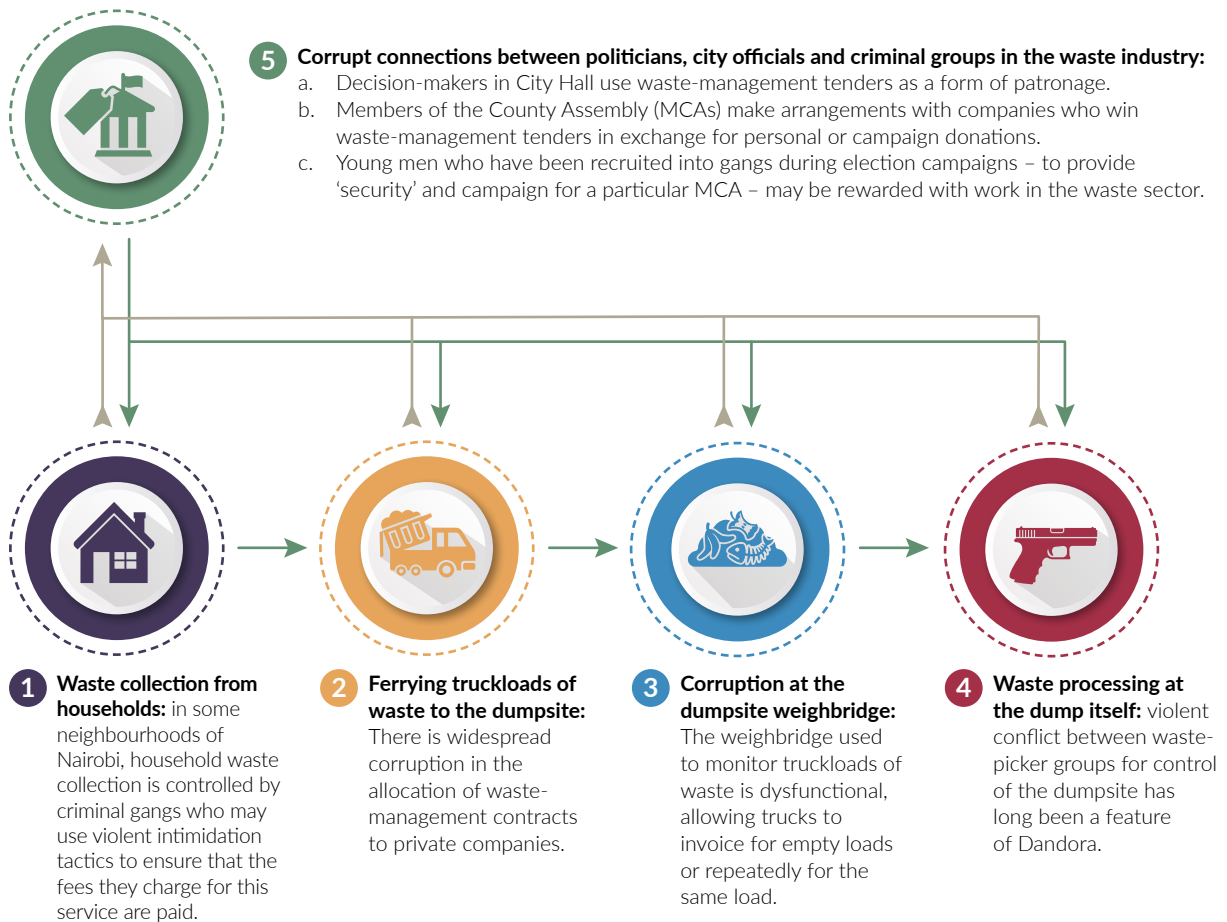 5 Corrupt connections between politicians, city officials and criminal groups in the waste industry:
a. Decision-makers in City Hall use waste-management tenders as a form of patronage.
b. Members of the County Assembly (MCAs) make arrangements with companies who win
waste-management tenders in exchange for personal or campaign donations.
c. Young men who have been recruited into gangs during election campaigns – to provide
‘security’ and campaign for a particular MCA – may be rewarded with work in the waste sector.
1 Waste collection from
households: in some
neighbourhoods of
Nairobi, household waste
collection is controlled by
criminal gangs who may
use violent intimidation
tactics to ensure that the
fees they charge for this
service are paid.
2 Ferrying truckloads of
waste to the dumpsite:
There is widespread
corruption in the
allocation of waste-
management contracts
to private companies.
3 Corruption at the
dumpsite weighbridge:
The weighbridge used
to monitor truckloads of
waste is dysfunctional,
allowing trucks to
invoice for empty loads
or repeatedly for the
same load.
4 Waste processing at
the dump itself: violent
conflict between waste-
picker groups for control
of the dumpsite has
long been a feature
of Dandora.